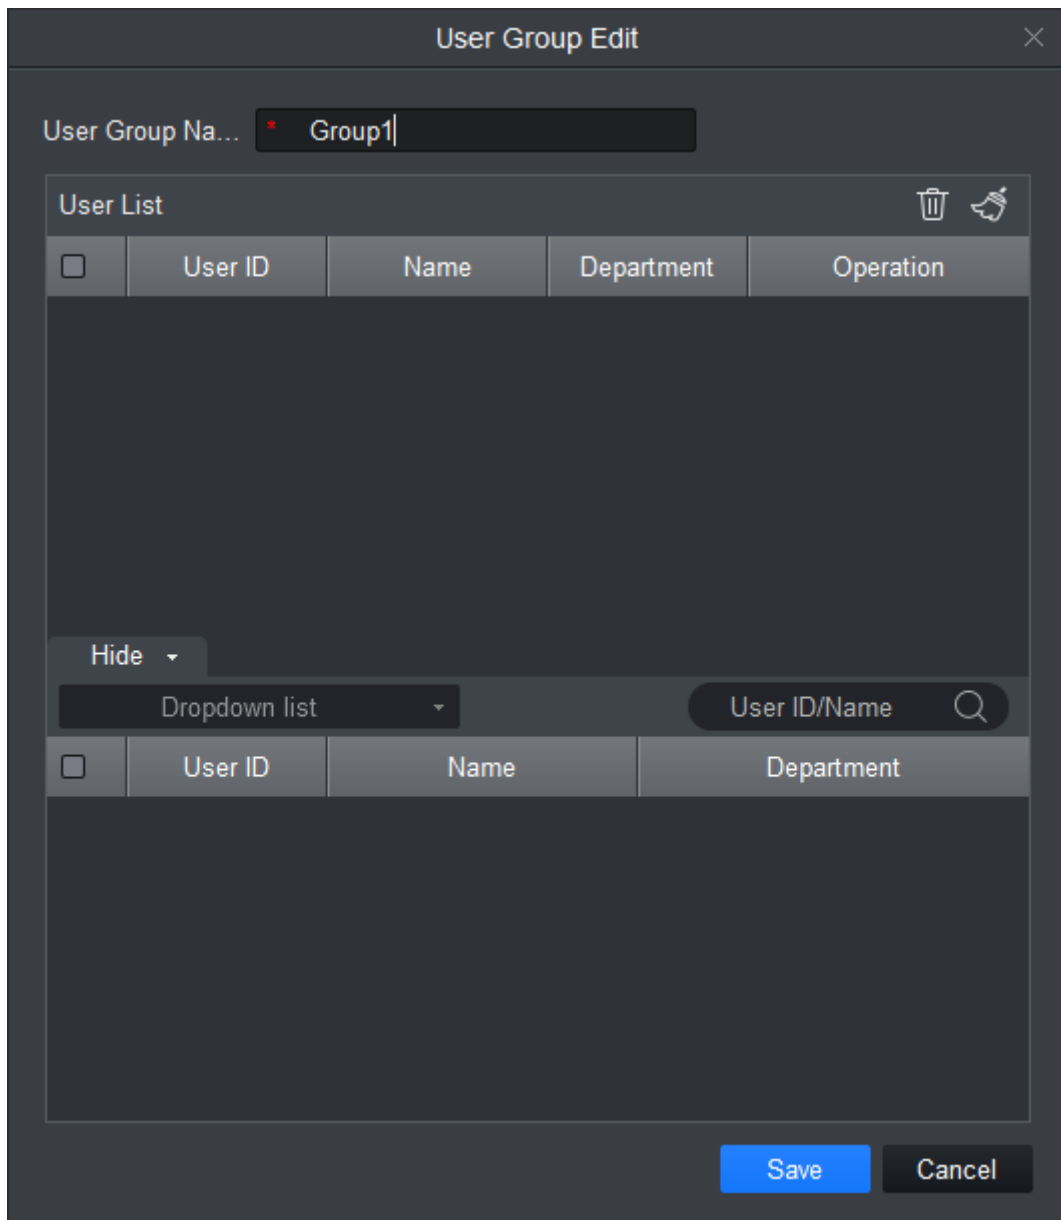 User Group Edit
User Group Na... * Group1
User List
User ID Name Department Operation
Hide
Dropdown list User ID/Name
User ID Name Department
Save Cancel